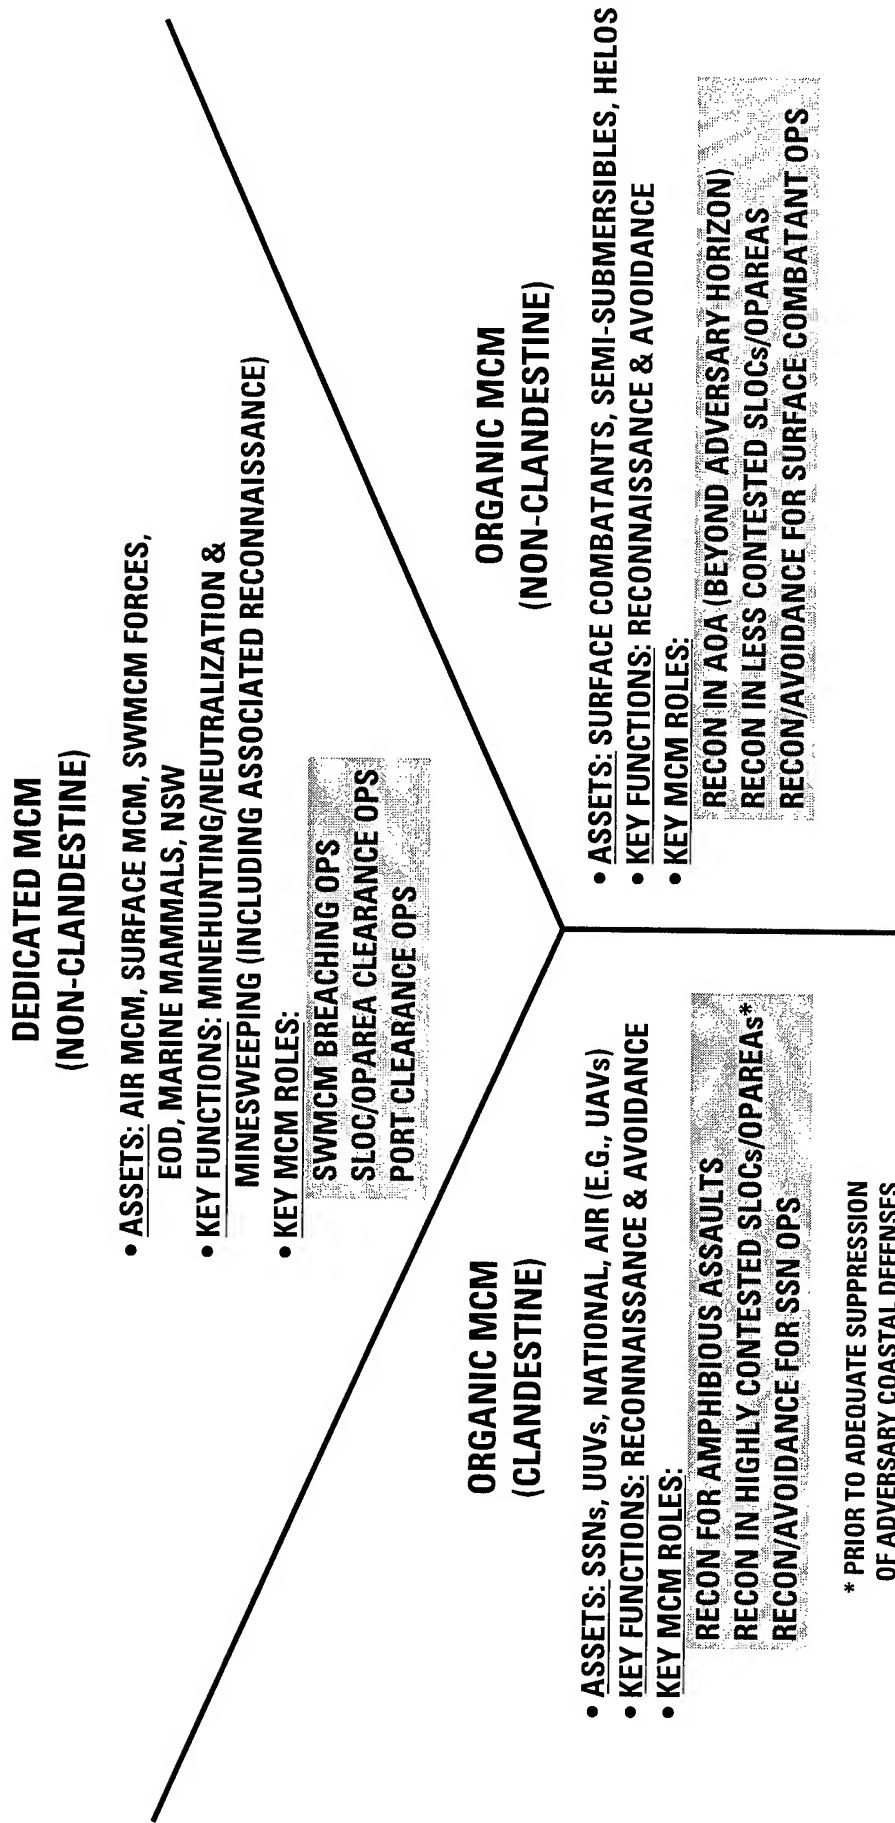 DEDICATED MCM
(NON-CLANDESTINE)
• ASSETS: AIR MCM, SURFACE MCM, SWMCM FORCES,
EOD, MARINE MAMMALS, NSW
• KEY FUNCTIONS: MINEHUNTING/NEUTRALIZATION &
MINESWEEPING (INCLUDING ASSOCIATED RECONNAISSANCE)
• KEY MCM ROLES:
SWMCM BREACHING OPS
SLOC/OPAREA CLEARANCE OPS
PORT CLEARANCE OPS
ORGANIC MCM
(CLANDESTINE)
• ASSETS: SSNs, UUVs, NATIONAL, AIR (E.G., UAVs)
• KEY FUNCTIONS: RECONNAISSANCE & AVOIDANCE
• KEY MCM ROLES:
RECON FOR AMPHIBIOUS ASSAULTS
RECON IN HIGHLY CONTESTED SLOCs/OPAREAs*
RECON/AVOIDANCE FOR SSN OPS
* PRIOR TO ADEQUATE SUPPRESSION
OF ADVERSARY COASTAL DEFENSES
ORGANIC MCM
(NON-CLANDESTINE)
• ASSETS: SURFACE COMBATANTS, SEMI-SUBMERSIBLES, HELOS
• KEY FUNCTIONS: RECONNAISSANCE & AVOIDANCE
• KEY MCM ROLES:
RECON IN AOA (BEYOND ADVERSARY HORIZON)
RECON IN LESS CONTESTED SLOCs/OPAREAS
RECON/AVOIDANCE FOR SURFACE COMBATANT OPS